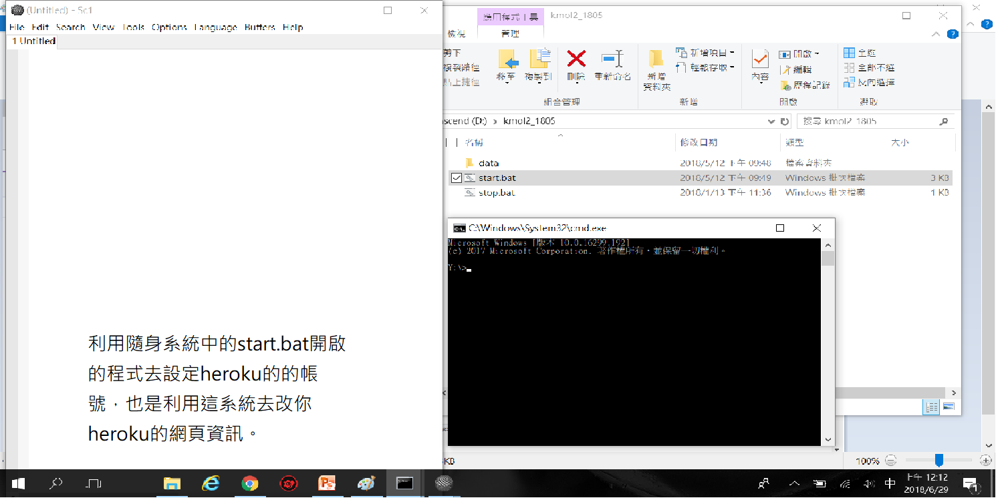 (Untitled) - Sc1
File Edit Search View Tools Options Language Buffers Help
1 Untitled
利用隨身系統中的start.bat開啟
的程式去設定heroku的的帳
號，也是利用這系統去改你
heroku的網頁資訊。
應用程式工具 kmol2_1805
檢視 管理
剪下
複製路徑
貼上捷徑
移至
複製到
刪除
重新命名
組合管理
新增
資料夾
新增項目
輕鬆存取
新增
內容
開啟
編輯
歷程記錄
開啟
全選
全部不選
反向選擇
選取
scend (D:) › kmol2_1805
搜尋 kmol2_1805
名稱 修改日期 類型 大小
data 2018/5/12 下午 09:48 檔案資料夾
start.bat 2018/5/12 下午 09:49 Windows 批次檔案 3 KB
stop.bat 2018/1/13 下午 11:36 Windows 批次檔案 1 KB
C:\Windows\System32\cmd.exe
Microsoft Windows [版本 10.0.16299.192]
(c) 2017 Microsoft Corporation. 著作權所有，並保留一切權利。
Y:\>
KB
100%
中
下午 12:12
2018/6/29
1